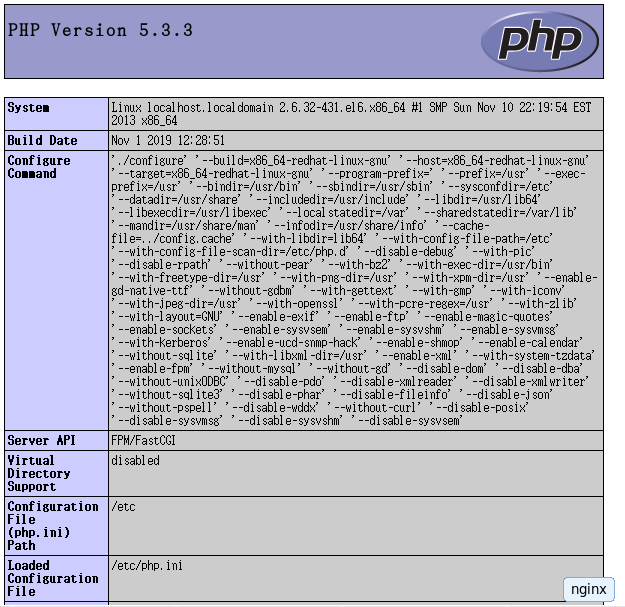 PHP Version 5.3.3
php
System
Linux localhost.localdomain 2.6.32-431.el6.x86_64 #1 SMP Sun Nov 10 22:19:54 EST
2013 x86_64
Build Date
Nov 1 2019 12:28:51
Configure
Command
'./configure' '--build=x86_64-redhat-linux-gnu' '--host=x86_64-redhat-linux-gnu'
'--target=x86_64-redhat-linux-gnu' '--program-prefix=' '--prefix=/usr' '--exec-
prefix=/usr' '--bindir=/usr/bin' '--sbindir=/usr/sbin' '--sysconfdir=/etc'
'--datadir=/usr/share' '--includedir=/usr/include' '--libdir=/usr/lib64'
'--libexecdir=/usr/libexec' '--localstatedir=/var' '--sharedstatedir=/var/lib'
'--mandir=/usr/share/man' '--infodir=/usr/share/info' '--cache-
file=../config.cache' '--with-libdir=lib64' '--with-config-file-path=/etc'
'--with-config-file-scan-dir=/etc/php.d' '--disable-debug' '--with-pic'
'--disable-rpath' '--without-pear' '--with-bz2' '--with-exec-dir=/usr/bin'
'--with-freetype-dir=/usr' '--with-png-dir=/usr' '--with-xpm-dir=/usr' '--enable-
gd-native-ttf' '--without-gdbm' '--with-gettext' '--with-gmp' '--with-iconv'
'--with-jpeg-dir=/usr' '--with-openssl' '--with-pcre-regex=/usr' '--with-zlib'
'--with-layout=GNU' '--enable-exif' '--enable-ftp' '--enable-magic-quotes'
'--enable-sockets' '--enable-sysvsem' '--enable-sysvshm' '--enable-sysvmsg'
'--with-kerberos' '--enable-ucd-snmp-hack' '--enable-shmop' '--enable-calendar'
'--without-sqlite' '--with-libxml-dir=/usr' '--enable-xml' '--with-system-tzdata'
'--enable-fpm' '--without-mysql' '--without-gd' '--disable-dom' '--disable-dba'
'--without-unixODBC' '--disable-pdo' '--disable-xmlreader' '--disable-xmlwriter'
'--without-sqlite3' '--disable-phar' '--disable-fileinfo' '--disable-json'
'--without-pspell' '--disable-wddx' '--without-curl' '--disable-posix'
'--disable-sysvmsg' '--disable-sysvshm' '--disable-sysvsem'
Server API
FPM/FastCGI
Virtual
Directory
Support
disabled
Configuration
File
(php.ini)
Path
/etc
Loaded
Configuration
File
/etc/php.ini
nginx